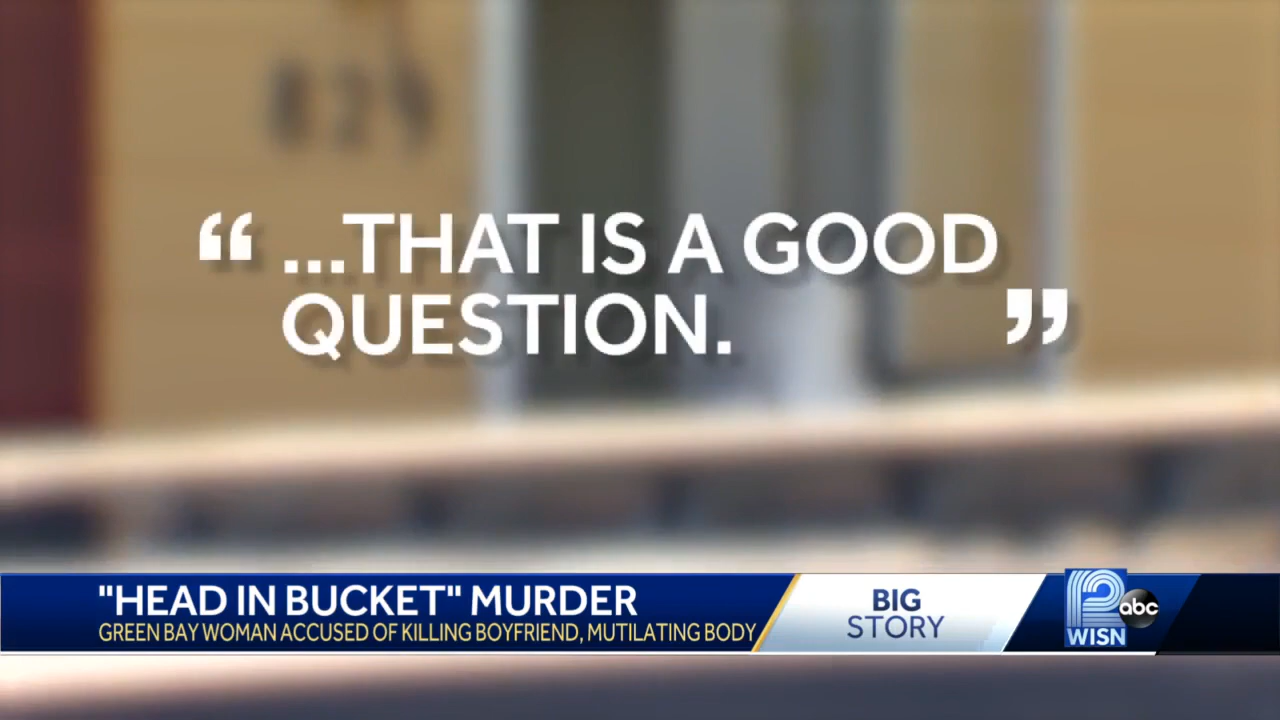 “ ...THAT IS A GOOD
QUESTION. ”
"HEAD IN BUCKET" MURDER
GREEN BAY WOMAN ACCUSED OF KILLING BOYFRIEND, MUTILATING BODY
BIG
STORY
12
abc
WISN